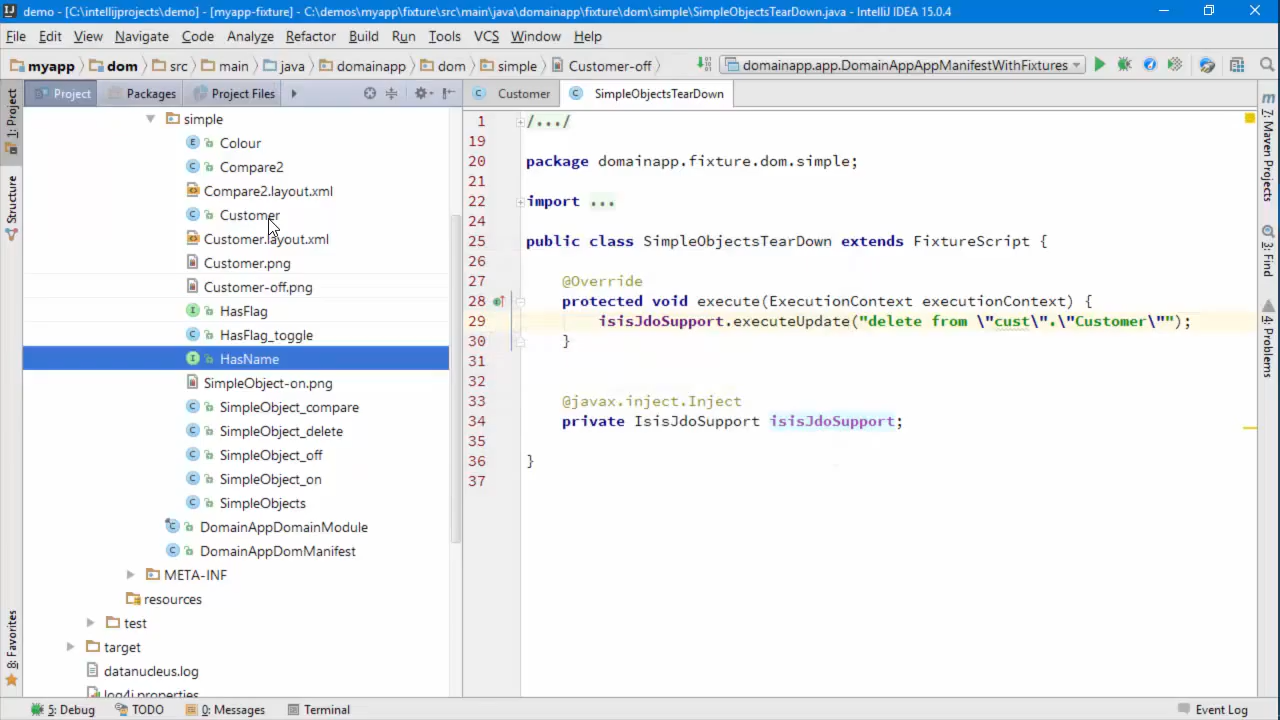 demo - [C:\intellijprojects\demo] - [myapp-fixture] - C:\demos\myapp\fixture\src\main\java\domainapp\fixture\dom\simple\SimpleObjectsTearDown.java - IntelliJ IDEA 15.0.4
File Edit View Navigate Code Analyze Refactor Build Run Tools VCS Window Help
myapp dom src main java domainapp dom simple Customer-off domainapp.app.DomainAppAppManifestWithFixtures
Project Packages Project Files
Customer SimpleObjectsTearDown
1: Project
Structure
8: Favorites
simple
Colour
Compare2
Compare2.layout.xml
Customer
Customer.layout.xml
Customer.png
Customer-off.png
HasFlag
HasFlag_toggle
HasName
SimpleObject-on.png
SimpleObject_compare
SimpleObject_delete
SimpleObject_off
SimpleObject_on
SimpleObjects
DomainAppDomainModule
DomainAppDomManifest
META-INF
resources
test
target
datanucleus.log
log4j.properties
1 /.../
19
20 package domainapp.fixture.dom.simple;
21
22 import ...
24
25 public class SimpleObjectsTearDown extends FixtureScript {
26
27 @Override
28 protected void execute(ExecutionContext executionContext) {
29 isisJdoSupport.executeUpdate("delete from \"cust\".\"Customer\"");
30 }
31
32
33 @javax.inject.Inject
34 private IsisJdoSupport isisJdoSupport;
35
36 }
37
m 7: Maven Projects
3: Find
4: Problems
5: Debug TODO 0: Messages Terminal Event Log